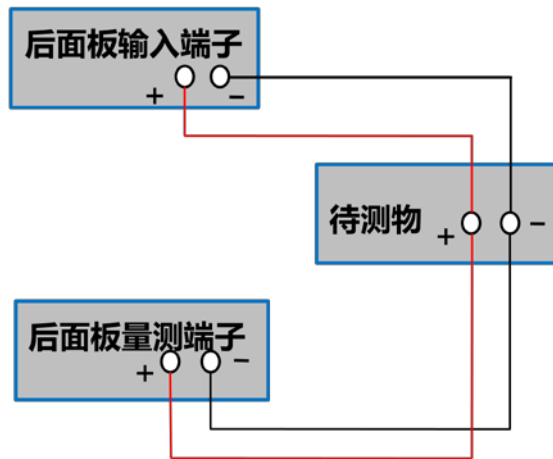 后面板输入端子
+ −
待测物 + −
后面板量测端子
+ −